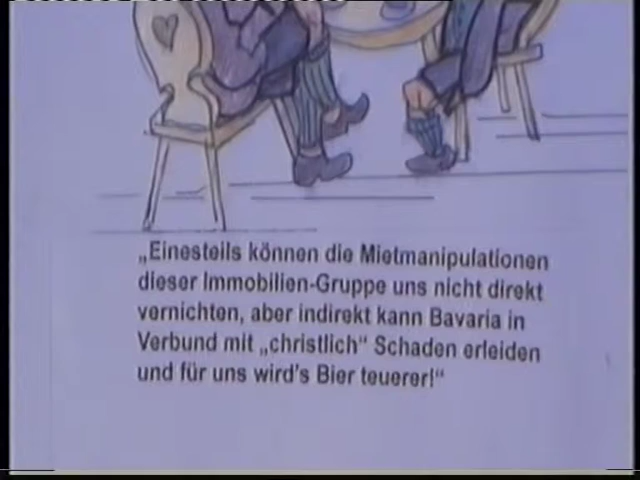 „Einesteils können die Mietmanipulationen
dieser Immobilien-Gruppe uns nicht direkt
vernichten, aber indirekt kann Bavaria in
Verbund mit „christlich“ Schaden erleiden
und für uns wird's Bier teuerer!“